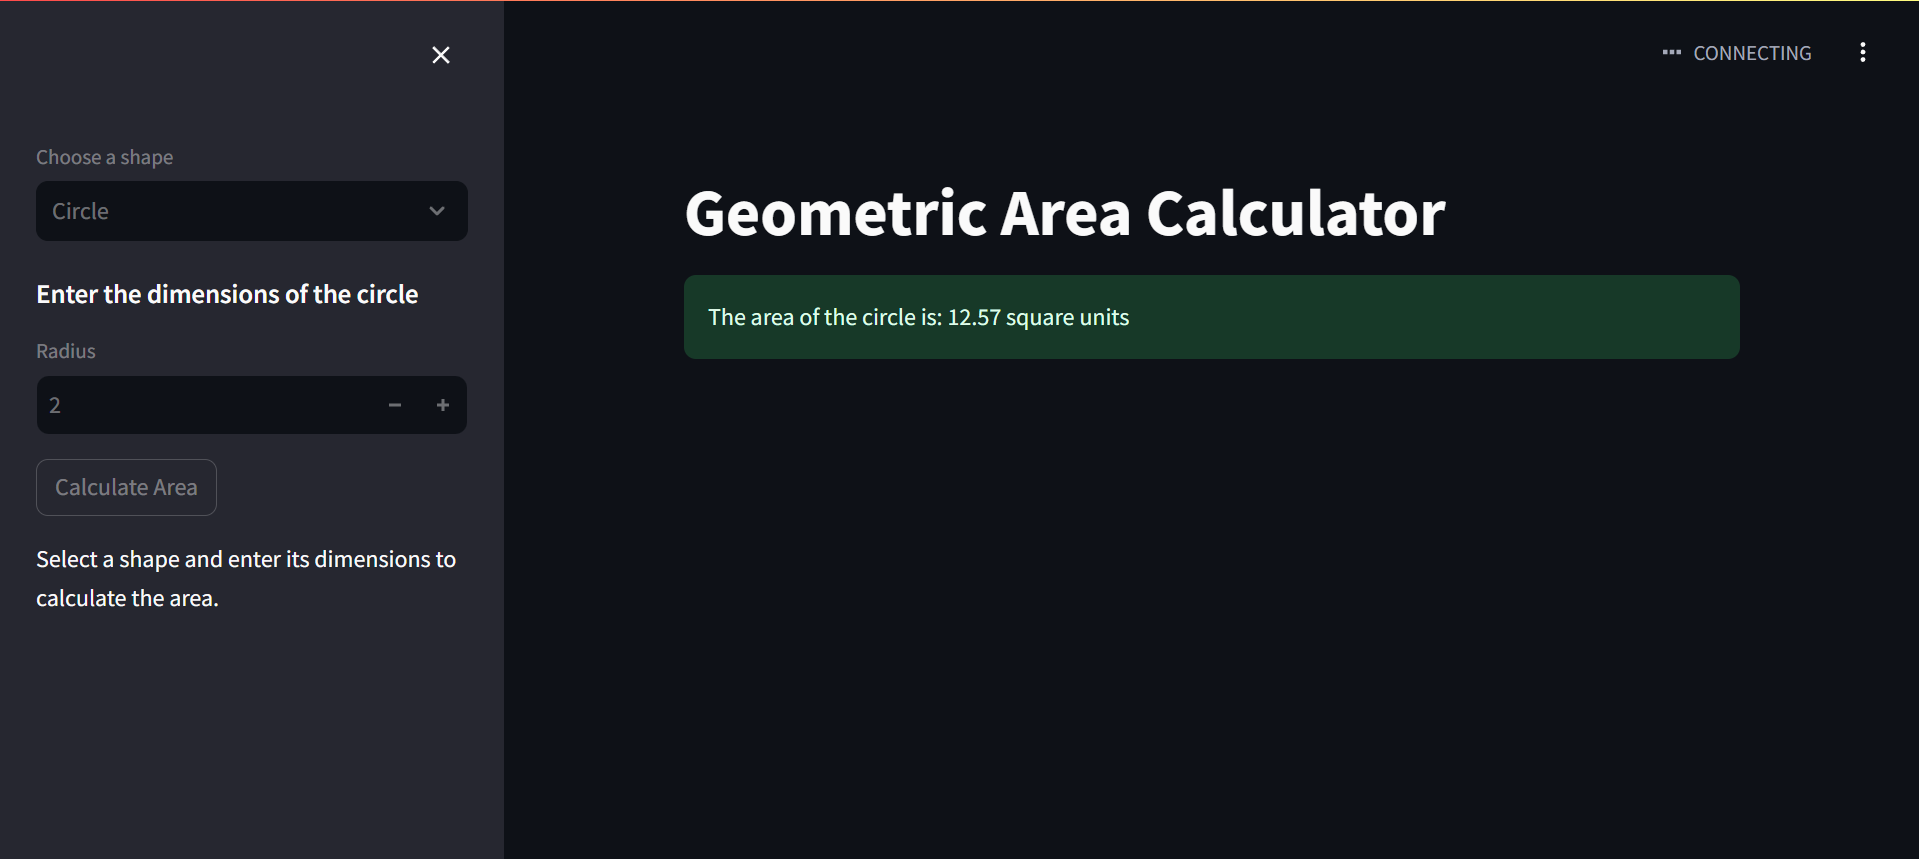 Choose a shape
Circle
Enter the dimensions of the circle
Radius
2
Calculate Area
Select a shape and enter its dimensions to
calculate the area.
CONNECTING
Geometric Area Calculator
The area of the circle is: 12.57 square units